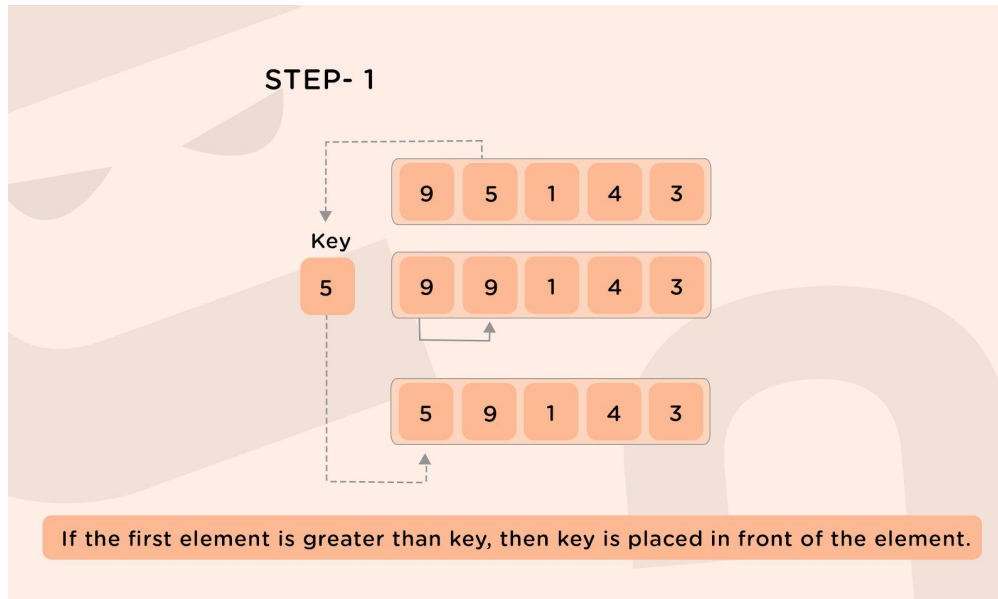 STEP- 1
9 5 1 4 3
Key
5
9 9 1 4 3
5 9 1 4 3
If the first element is greater than key, then key is placed in front of the element.